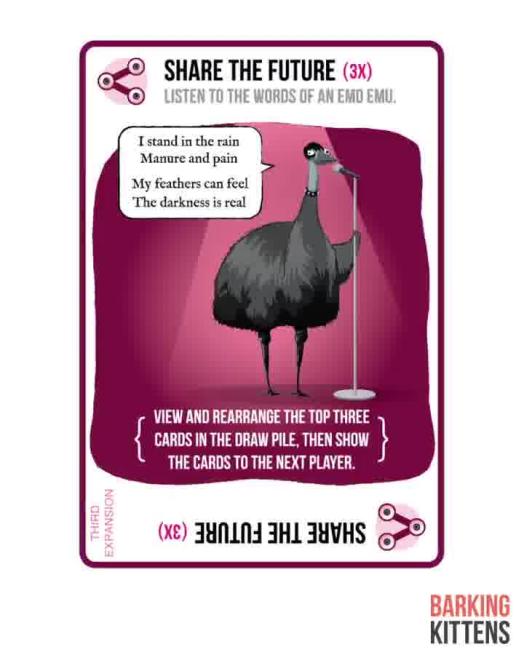 SHARE THE FUTURE (3X)
LISTEN TO THE WORDS OF AN EMO EMU.
I stand in the rain
Manure and pain
My feathers can feel
The darkness is real
VIEW AND REARRANGE THE TOP THREE
CARDS IN THE DRAW PILE, THEN SHOW
THE CARDS TO THE NEXT PLAYER.
THIRD
EXPANSION
SHARE THE FUTURE (3X)
BARKING
KITTENS